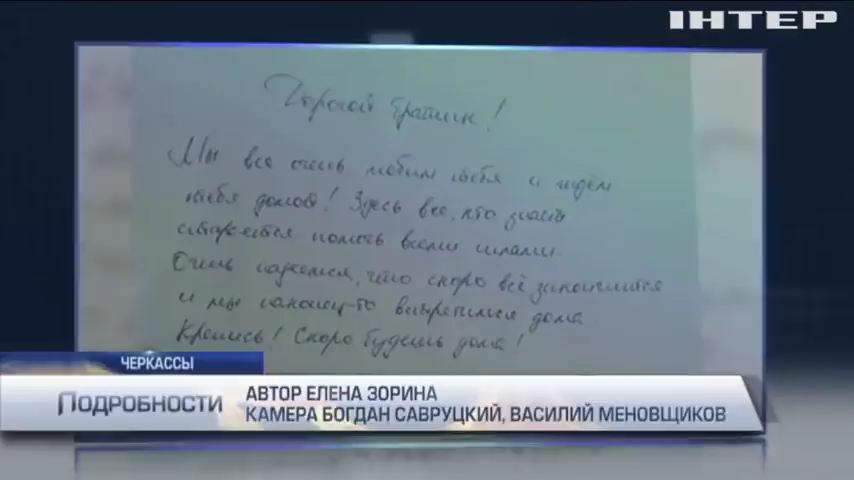 ІНТЕР
Дорогой братик!
Мы все очень любим тебя и ждём
тебя домой! Здесь все, кто знает
старается помочь всеми силами.
Очень надеемся, что скоро всё закончится
и мы наконец-то встретимся дома.
Крепись! Скоро будешь дома!
ЧЕРКАССЫ
ПОДРОБНОСТИ
АВТОР ЕЛЕНА ЗОРИНА
КАМЕРА БОГДАН САВРУЦКИЙ, ВАСИЛИЙ МЕНОВЩИКОВ